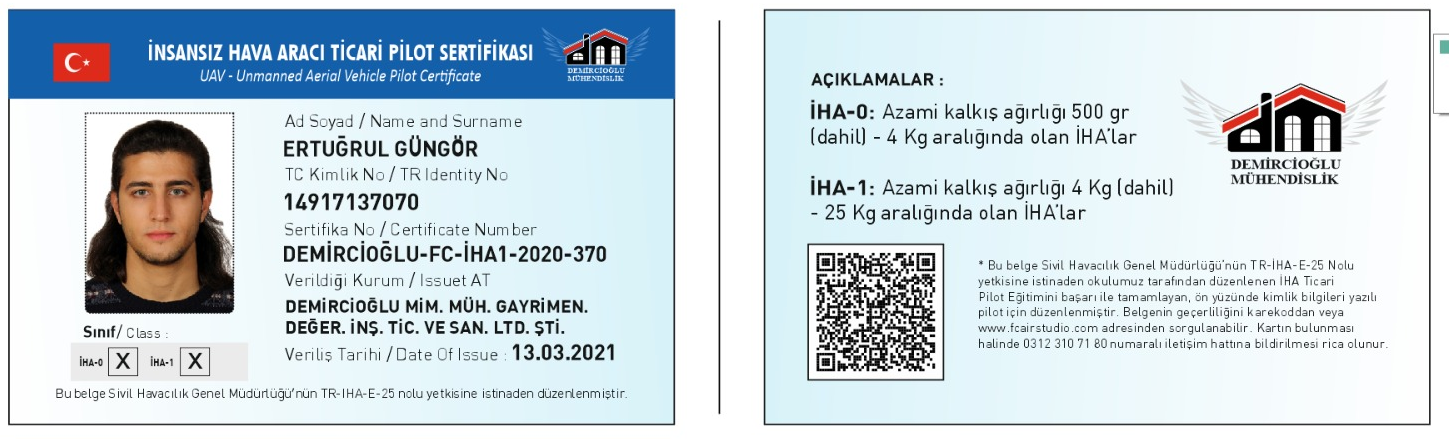 İNSANSIZ HAVA ARACI TİCARİ PİLOT SERTİFİKASI
UAV - Unmanned Aerial Vehicle Pilot Certificate
DEMİRCİOĞLU
MÜHENDİSLİK
Ad Soyad / Name and Surname
ERTUĞRUL GÜNGÖR
TC Kimlik No / TR Identity No
14917137070
Sertifika No / Certificate Number
DEMİRCİOĞLU-FC-İHA1-2020-370
Verildiği Kurum / Issuet AT
DEMİRCİOĞLU MİM. MÜH. GAYRİMEN.
DEĞER. İNŞ. TİC. VE SAN. LTD. ŞTİ.
Veriliş Tarihi / Date Of Issue : 13.03.2021
Sınıf/ Class :
İHA-0 X İHA-1 X
Bu belge Sivil Havacılık Genel Müdürlüğü'nün TR-IHA-E-25 nolu yetkisine istinaden düzenlenmiştir.
AÇIKLAMALAR :
İHA-0: Azami kalkış ağırlığı 500 gr
(dahil) - 4 Kg aralığında olan İHA'lar
İHA-1: Azami kalkış ağırlığı 4 Kg (dahil)
- 25 Kg aralığında olan İHA'lar
DEMİRCİOĞLU
MÜHENDİSLİK
* Bu belge Sivil Havacılık Genel Müdürlüğü'nün TR-İHA-E-25 Nolu
yetkisine istinaden okulumuz tarafından düzenlenen İHA Ticari
Pilot Eğitimini başarı ile tamamlayan, ön yüzünde kimlik bilgileri yazılı
pilot için düzenlenmiştir. Belgenin geçerliliğini karekoddan veya
www.fcairstudio.com adresinden sorgulanabilir. Kartın bulunması
halinde 0312 310 71 80 numaralı iletişim hattına bildirilmesi rica olunur.